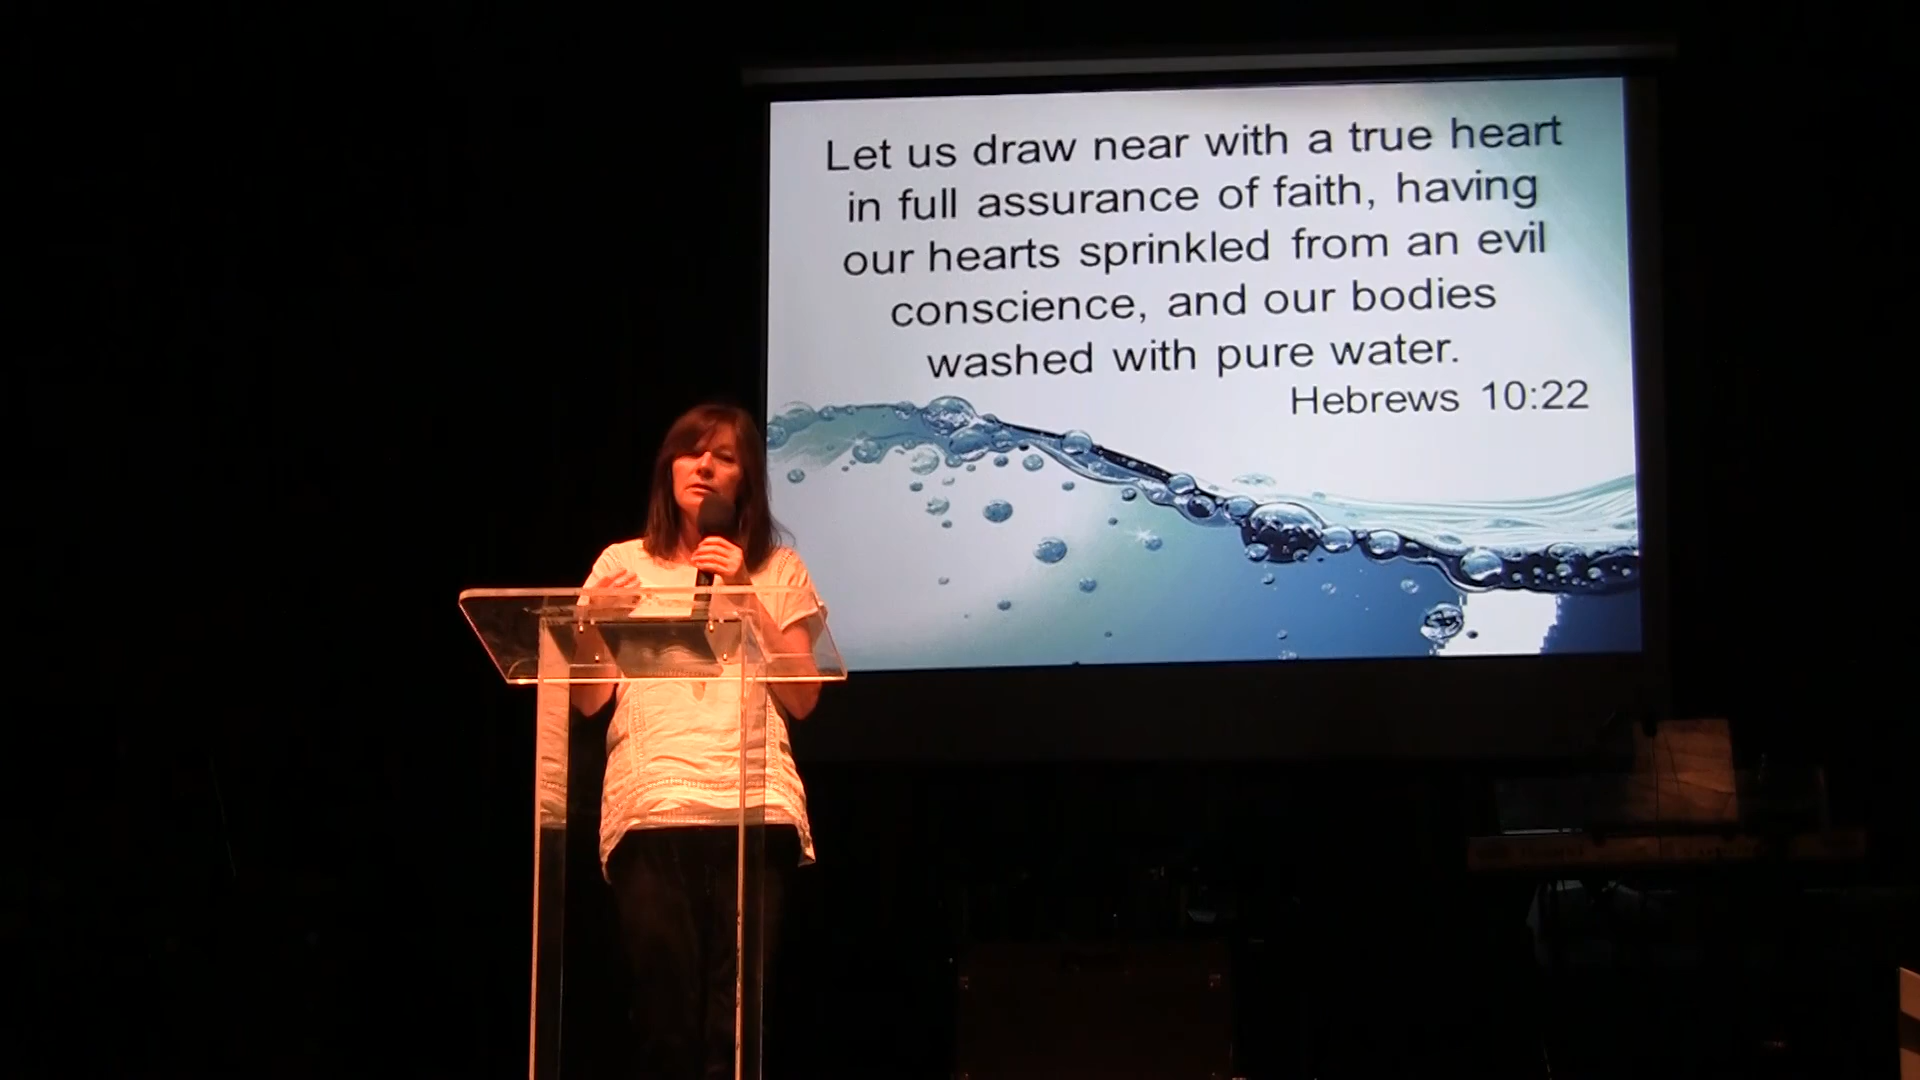 Let us draw near with a true heart
in full assurance of faith, having
our hearts sprinkled from an evil
conscience, and our bodies
washed with pure water.
Hebrews 10:22